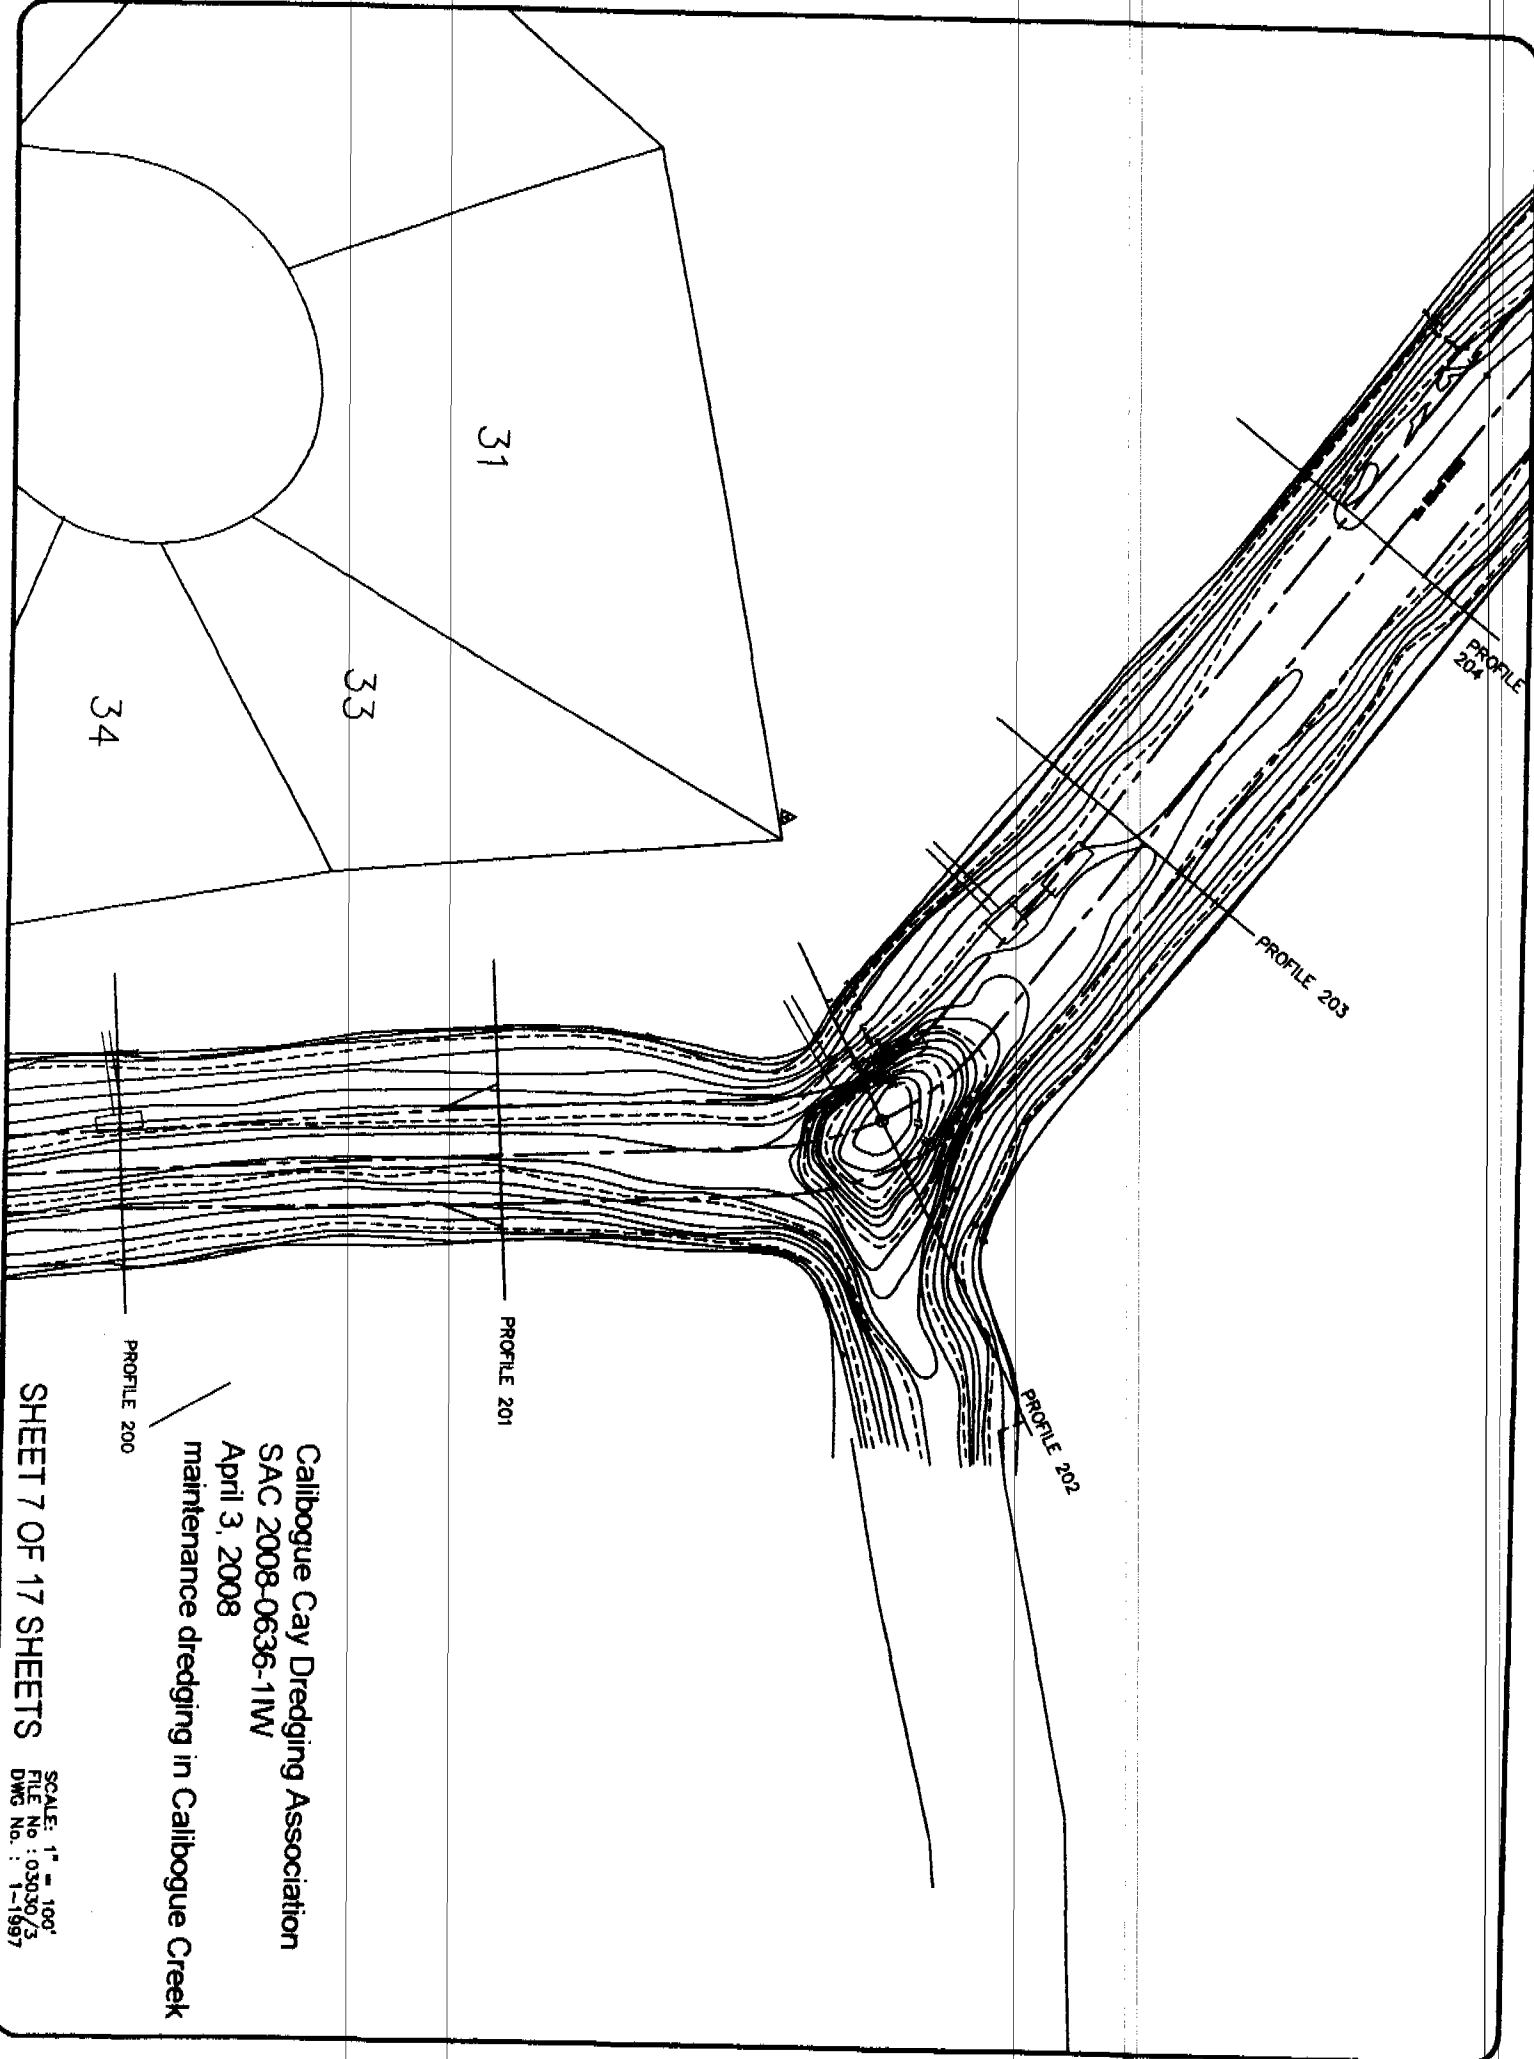 31
33
34
PROFILE
204
PROFILE 203
PROFILE 202
PROFILE 201
PROFILE 200
Calibogue Cay Dredging Association
SAC 2008-0636-1IW
April 3, 2008
maintenance dredging in Calibogue Creek
SHEET 7 OF 17 SHEETS
SCALE: 1" = 100'
FILE No : 03030/3
DWG No. : 1-1997